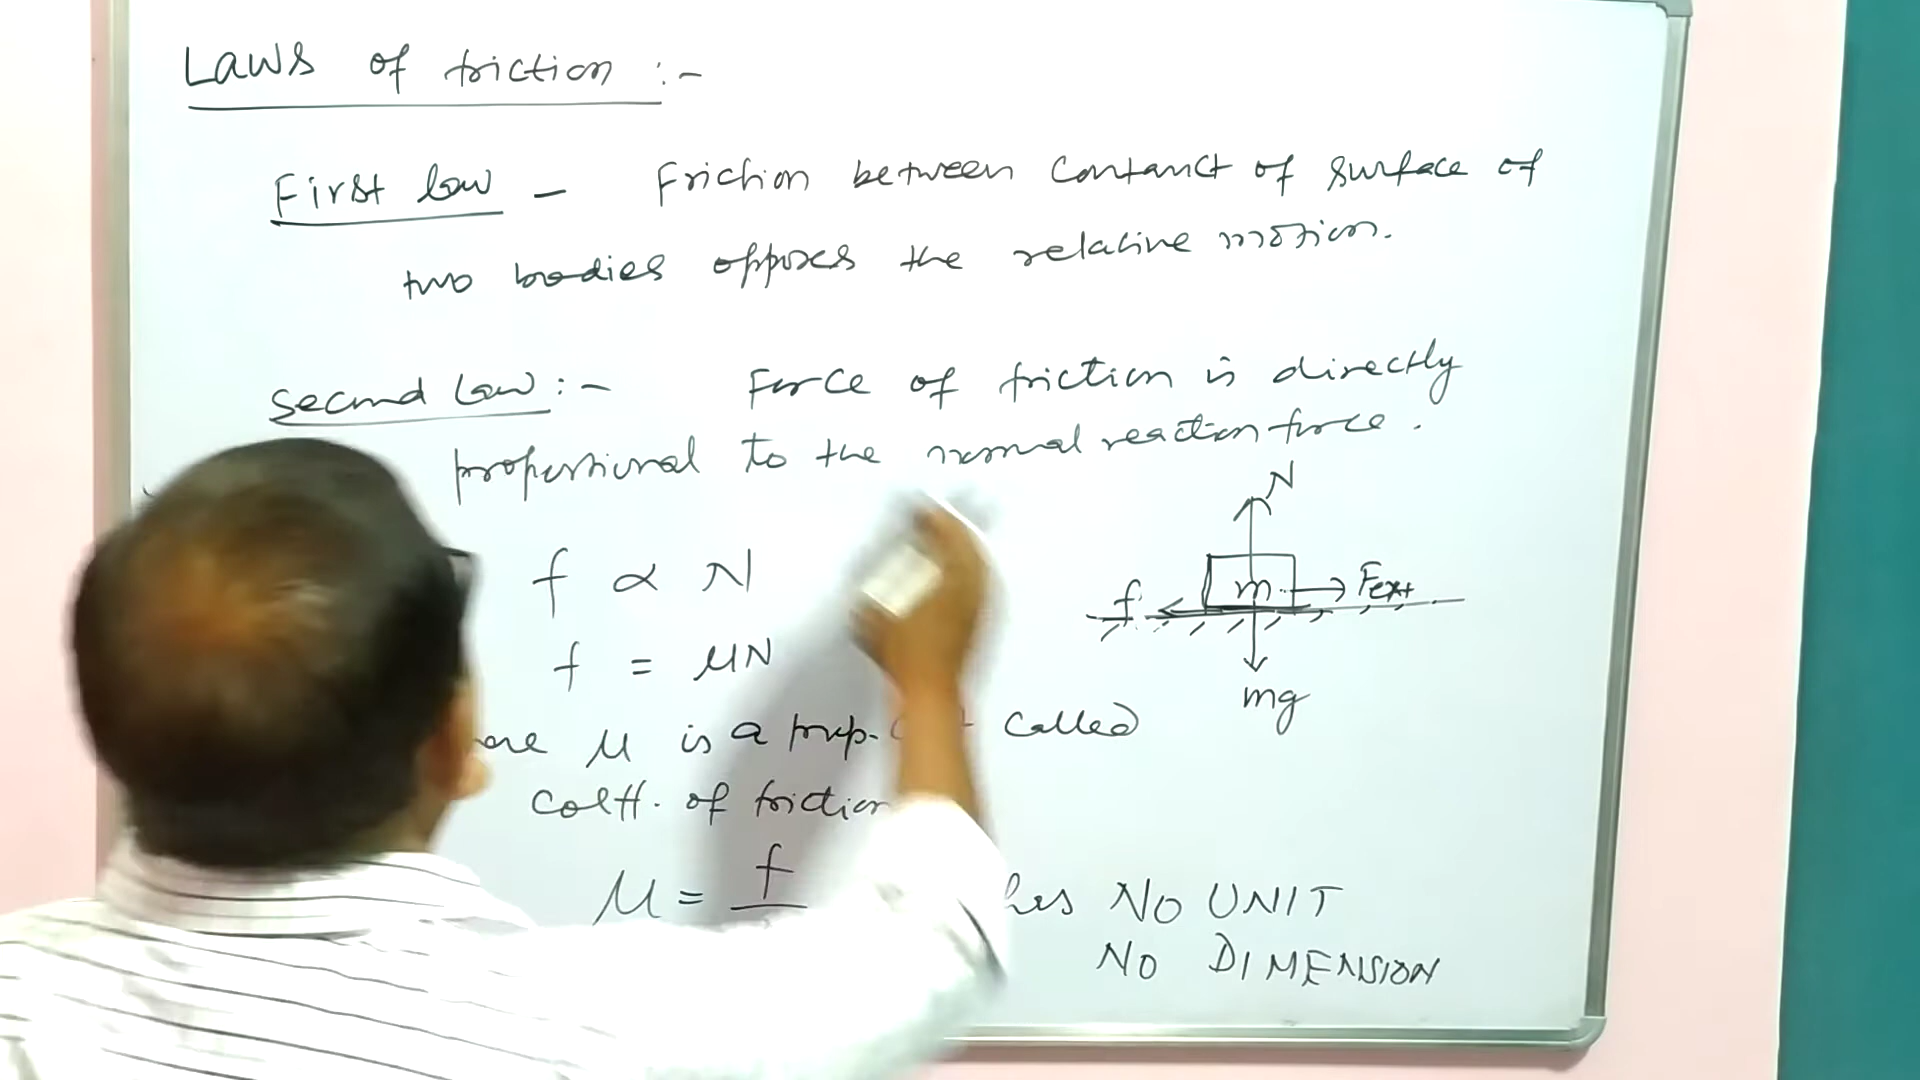 Laws of friction :-
First law - Friction between Contanct of surface of
two bodies opposes the relative motion.
Second Law :- Force of friction is directly
proportional to the normal reaction force.
N
f ∝ N
m
Fext
f
f = μN
mg
μ is a prop. called
Coeff. of friction
μ = f
has NO UNIT
NO DIMENSION